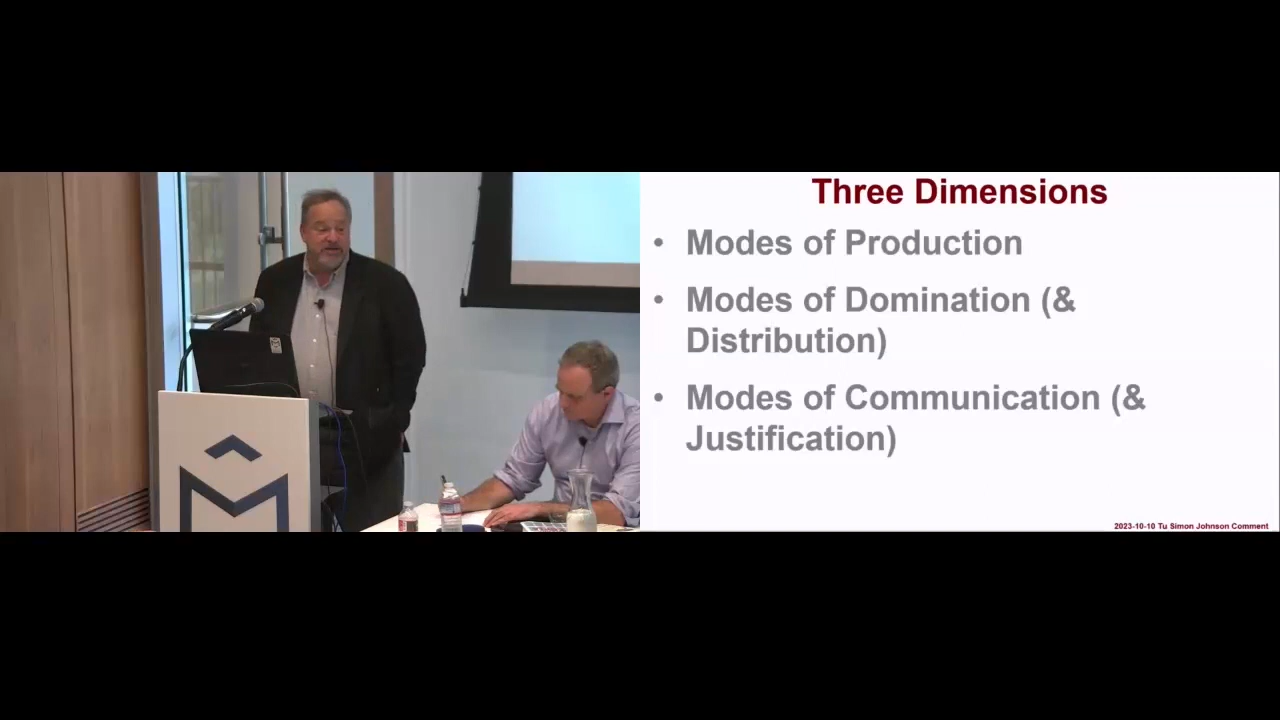 Three Dimensions
• Modes of Production
• Modes of Domination (&
Distribution)
• Modes of Communication (&
Justification)
2023-10-10 Tu Simon Johnson Comment